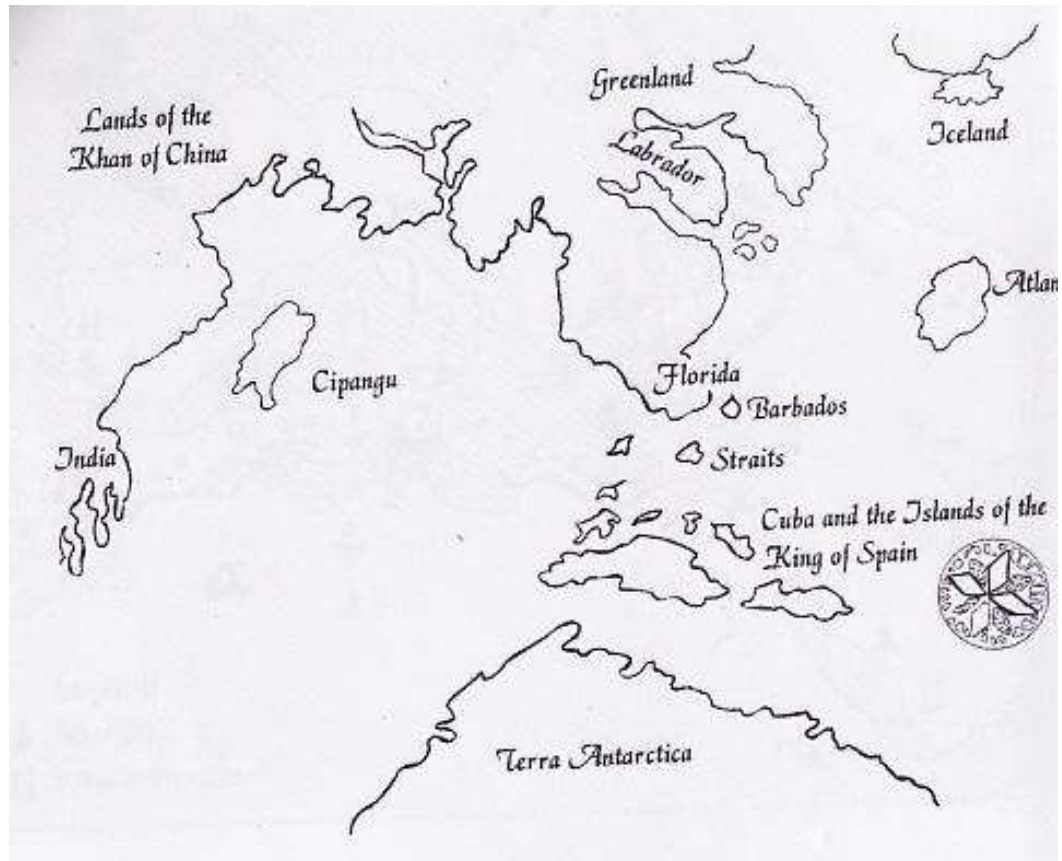 Lands of the
Khan of China
Greenland
Labrador
Iceland
Atlan
Cipangu
Florida
Barbados
India
Straits
Cuba and the Islands of the
King of Spain
Terra Antarctica